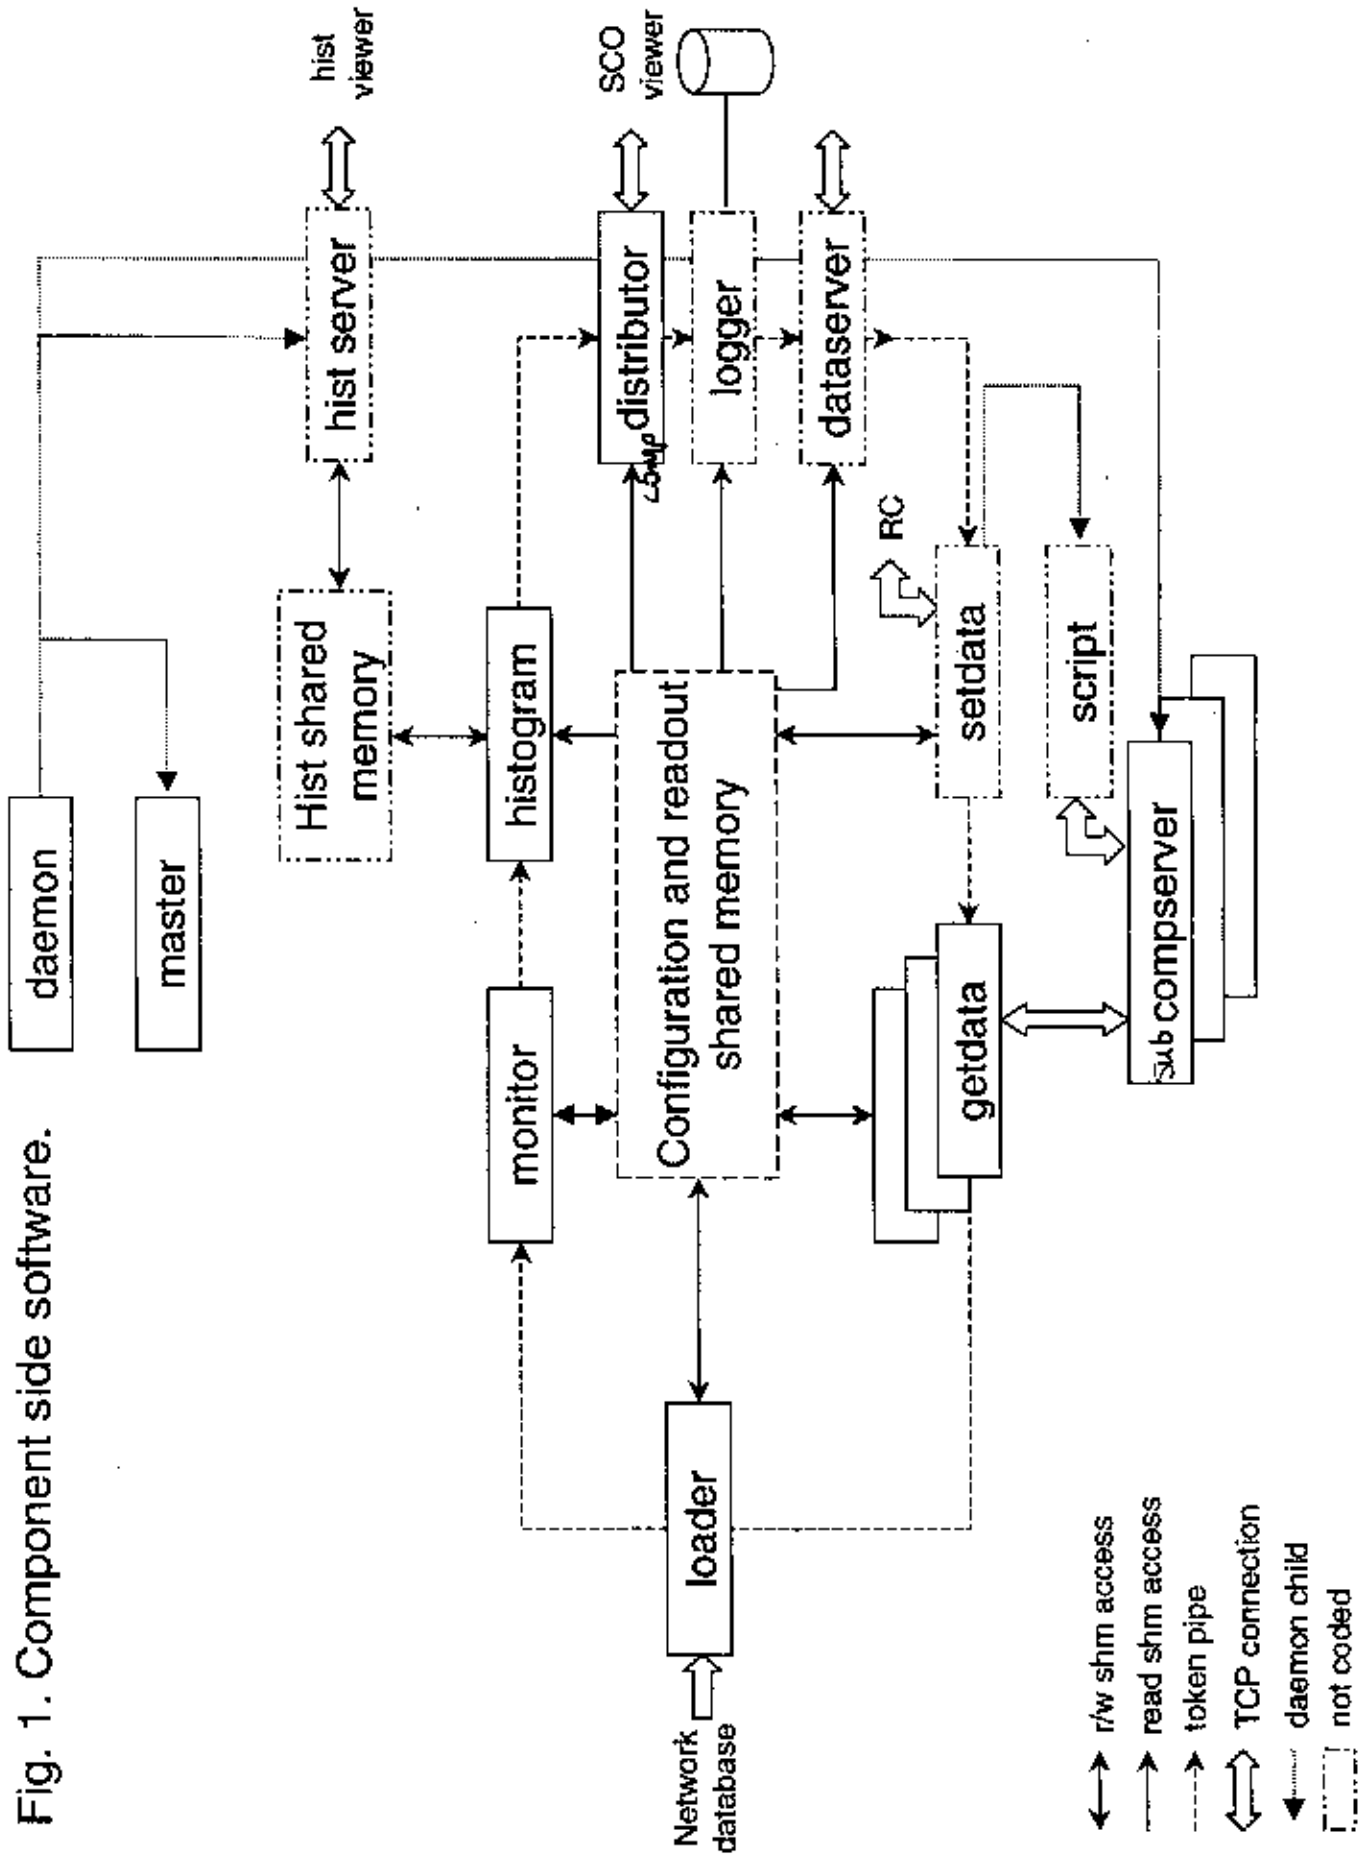 Fig. 1. Component side software.
daemon
master
Hist shared
memory
hist server
hist
viewer
monitor
histogram
distributor
SCO
viewer
logger
dataserver
Configuration and readout
shared memory
loader
Network
database
getdata
setdata
RC
script
sub compserver
r/w shm access
read shm access
token pipe
TCP connection
daemon child
not coded